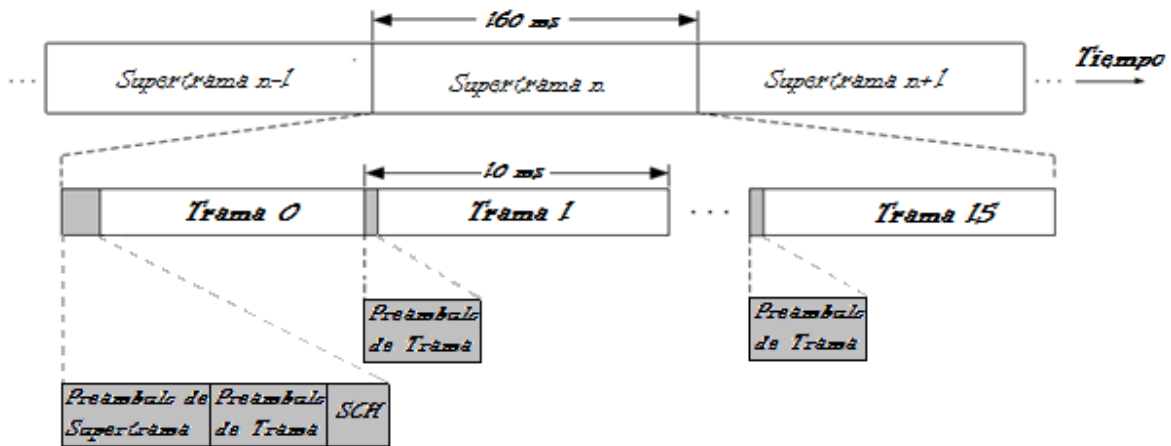 160 ms
... Supertrama n-1 Supertrama n Supertrama n+1 ... Tiempo
10 ms
Trama 0 Trama 1 ... Trama 15
Preámbulo
de Trama
Preámbulo
de Trama
Preámbulo de
Supertrama
Preámbulo
de Trama
SCH